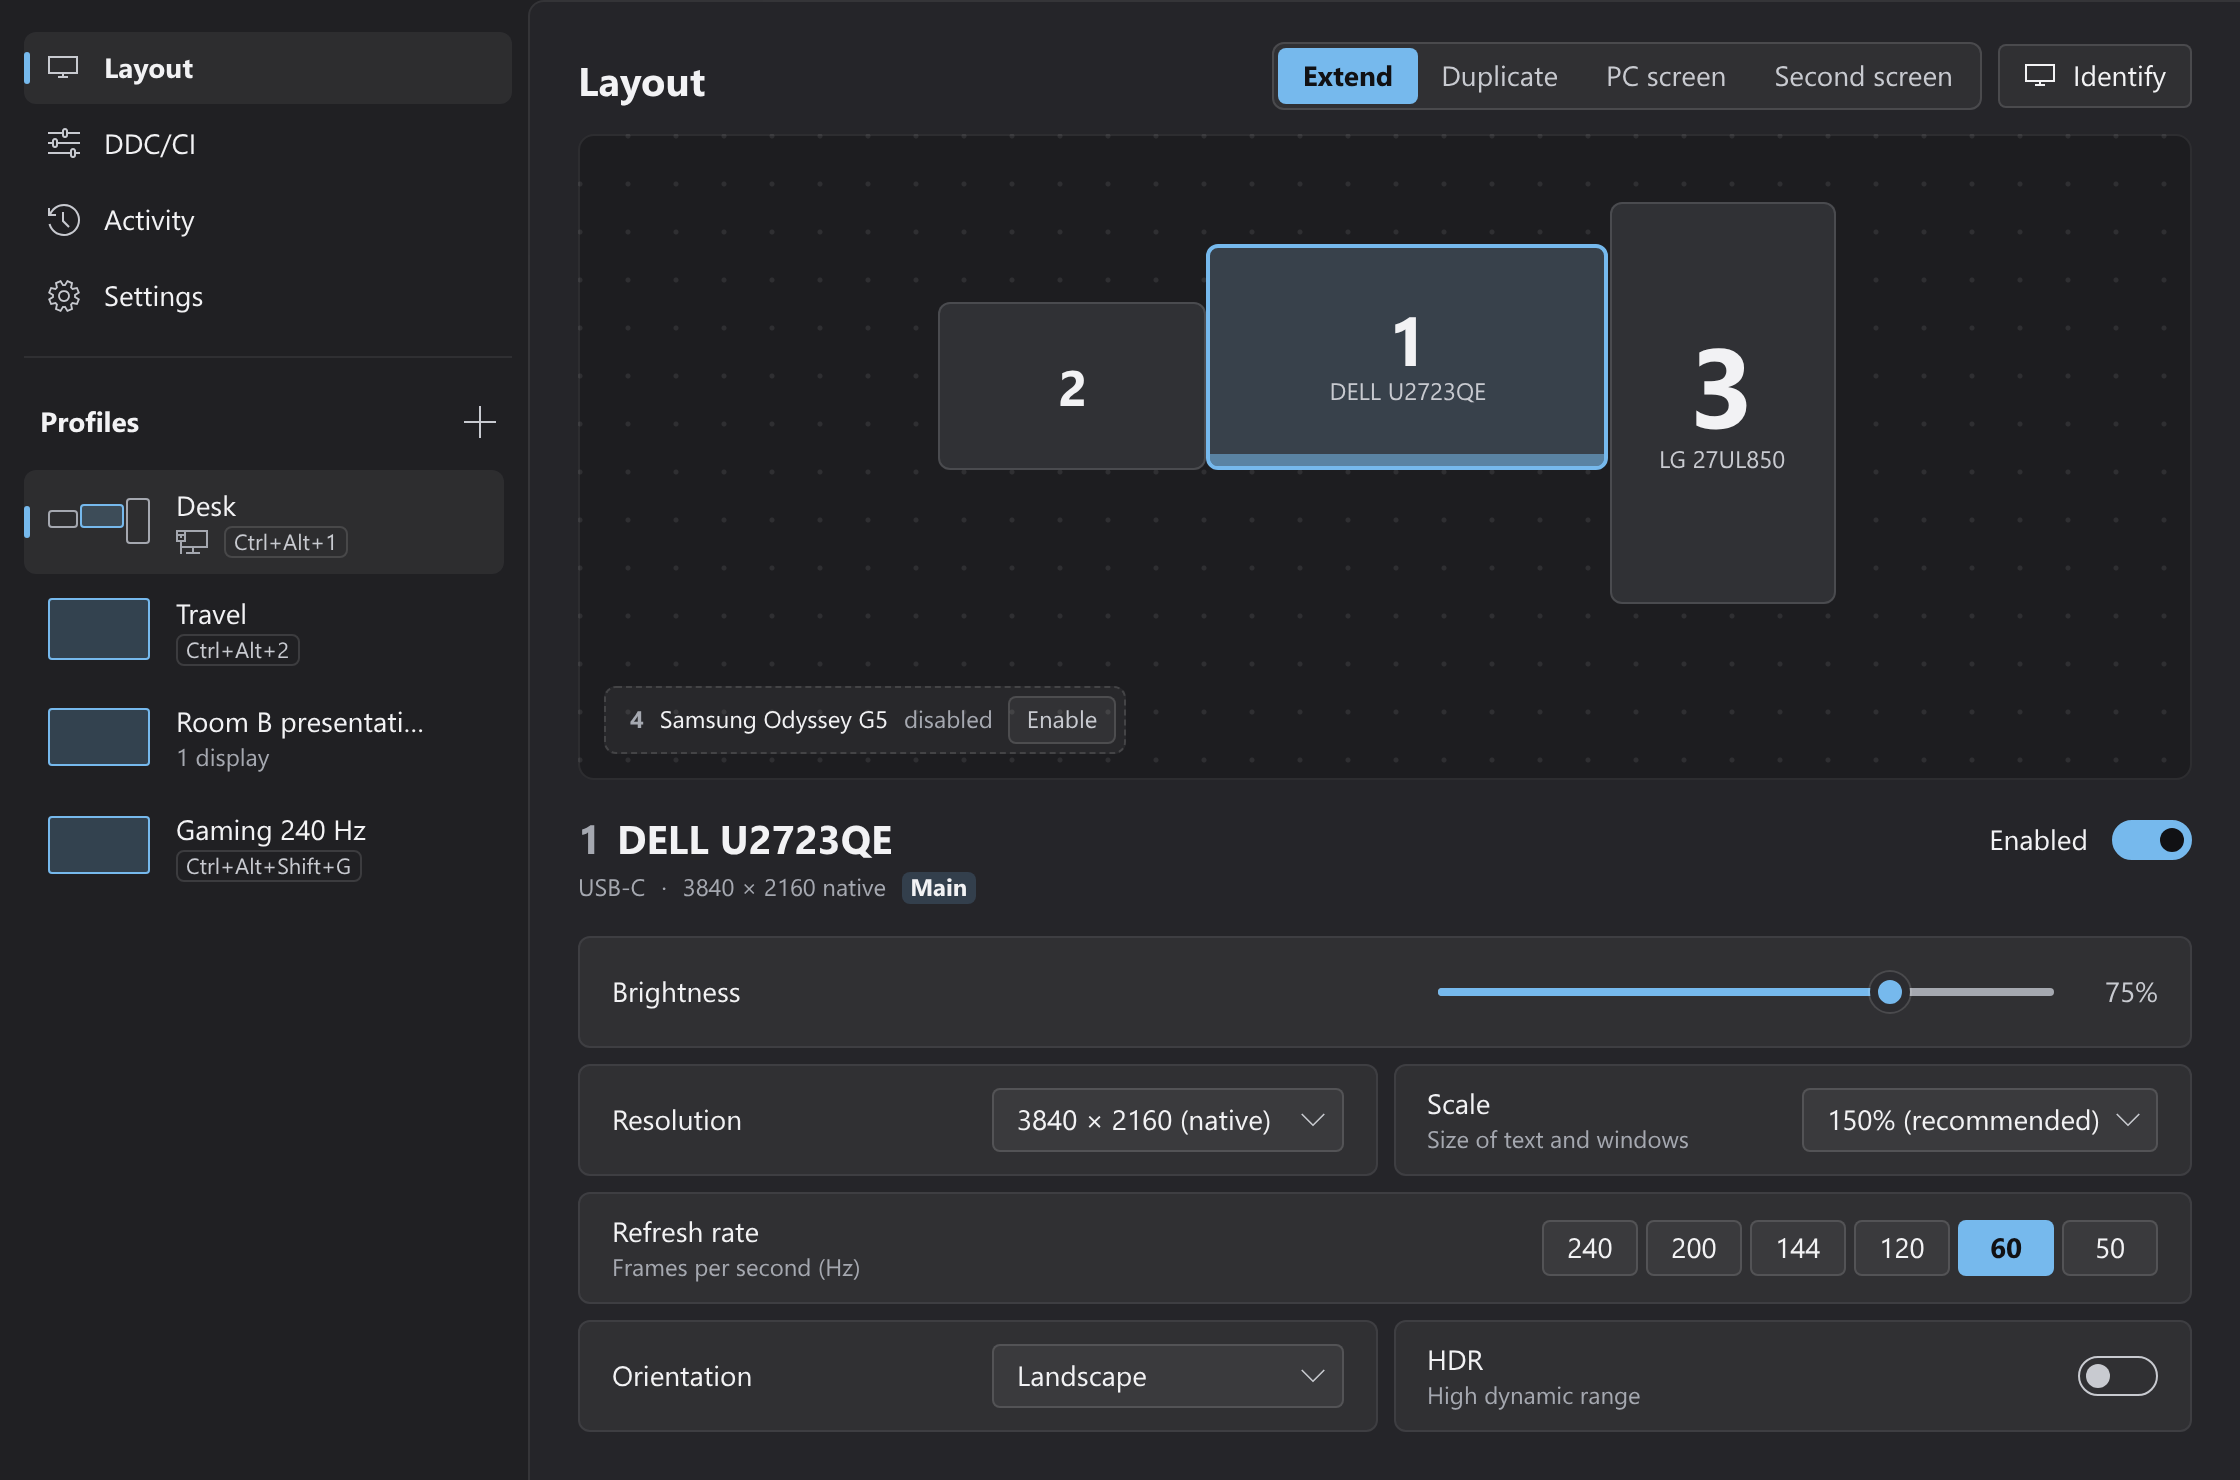 Layout
DDC/CI
Activity
Settings
Profiles
Desk
Ctrl+Alt+1
Travel
Ctrl+Alt+2
Room B presentati...
1 display
Gaming 240 Hz
Ctrl+Alt+Shift+G
Layout
Extend Duplicate PC screen Second screen Identify
2
1
DELL U2723QE
3
LG 27UL850
4 Samsung Odyssey G5 disabled Enable
1 DELL U2723QE
Enabled
USB-C · 3840 × 2160 native Main
Brightness 75%
Resolution 3840 × 2160 (native)
Scale
Size of text and windows
150% (recommended)
Refresh rate
Frames per second (Hz)
240 200 144 120 60 50
Orientation Landscape
HDR
High dynamic range